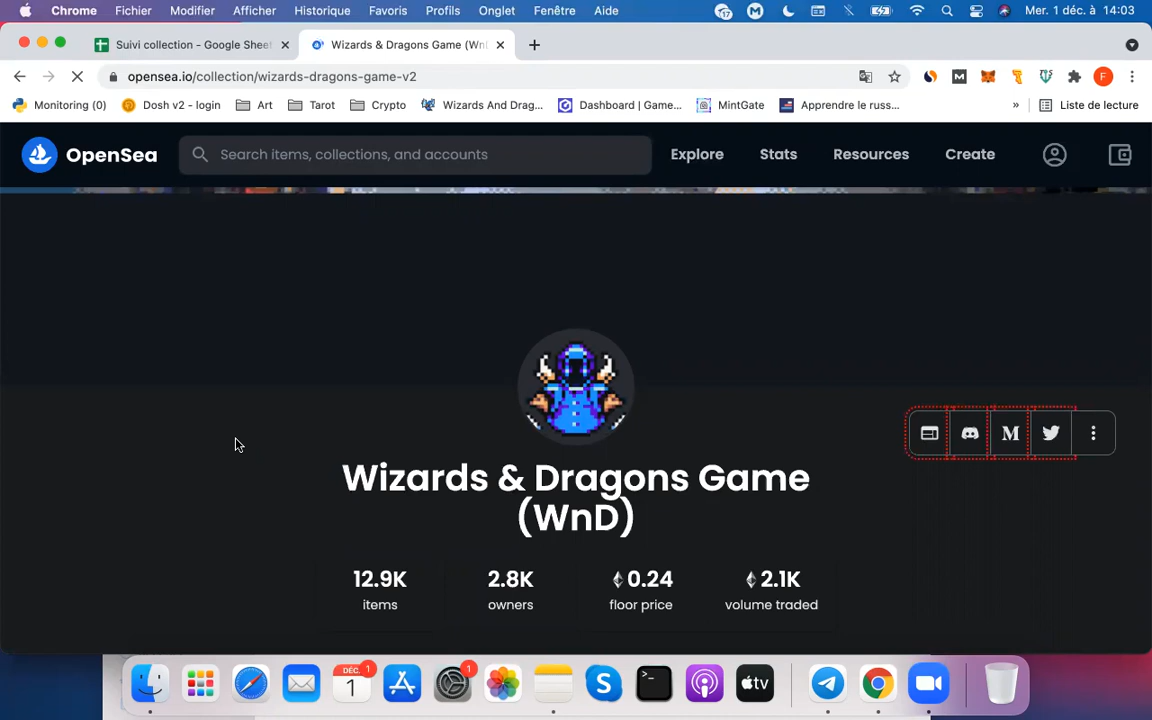 Chrome Fichier Modifier Afficher Historique Favoris Profils Onglet Fenêtre Aide 17 Mer. 1 déc. à 14:03
Suivi collection - Google Sheet Wizards & Dragons Game (WnD
opensea.io/collection/wizards-dragons-game-v2 F
Monitoring (0) Dosh v2 - login Art Tarot Crypto Wizards And Drag... Dashboard | Game... MintGate Apprendre le russ... » Liste de lecture
OpenSea Search items, collections, and accounts Explore Stats Resources Create
Wizards & Dragons Game
(WnD)
12.9K 2.8K 0.24 2.1K
items owners floor price volume traded
DÉC. 1 1
1 tv